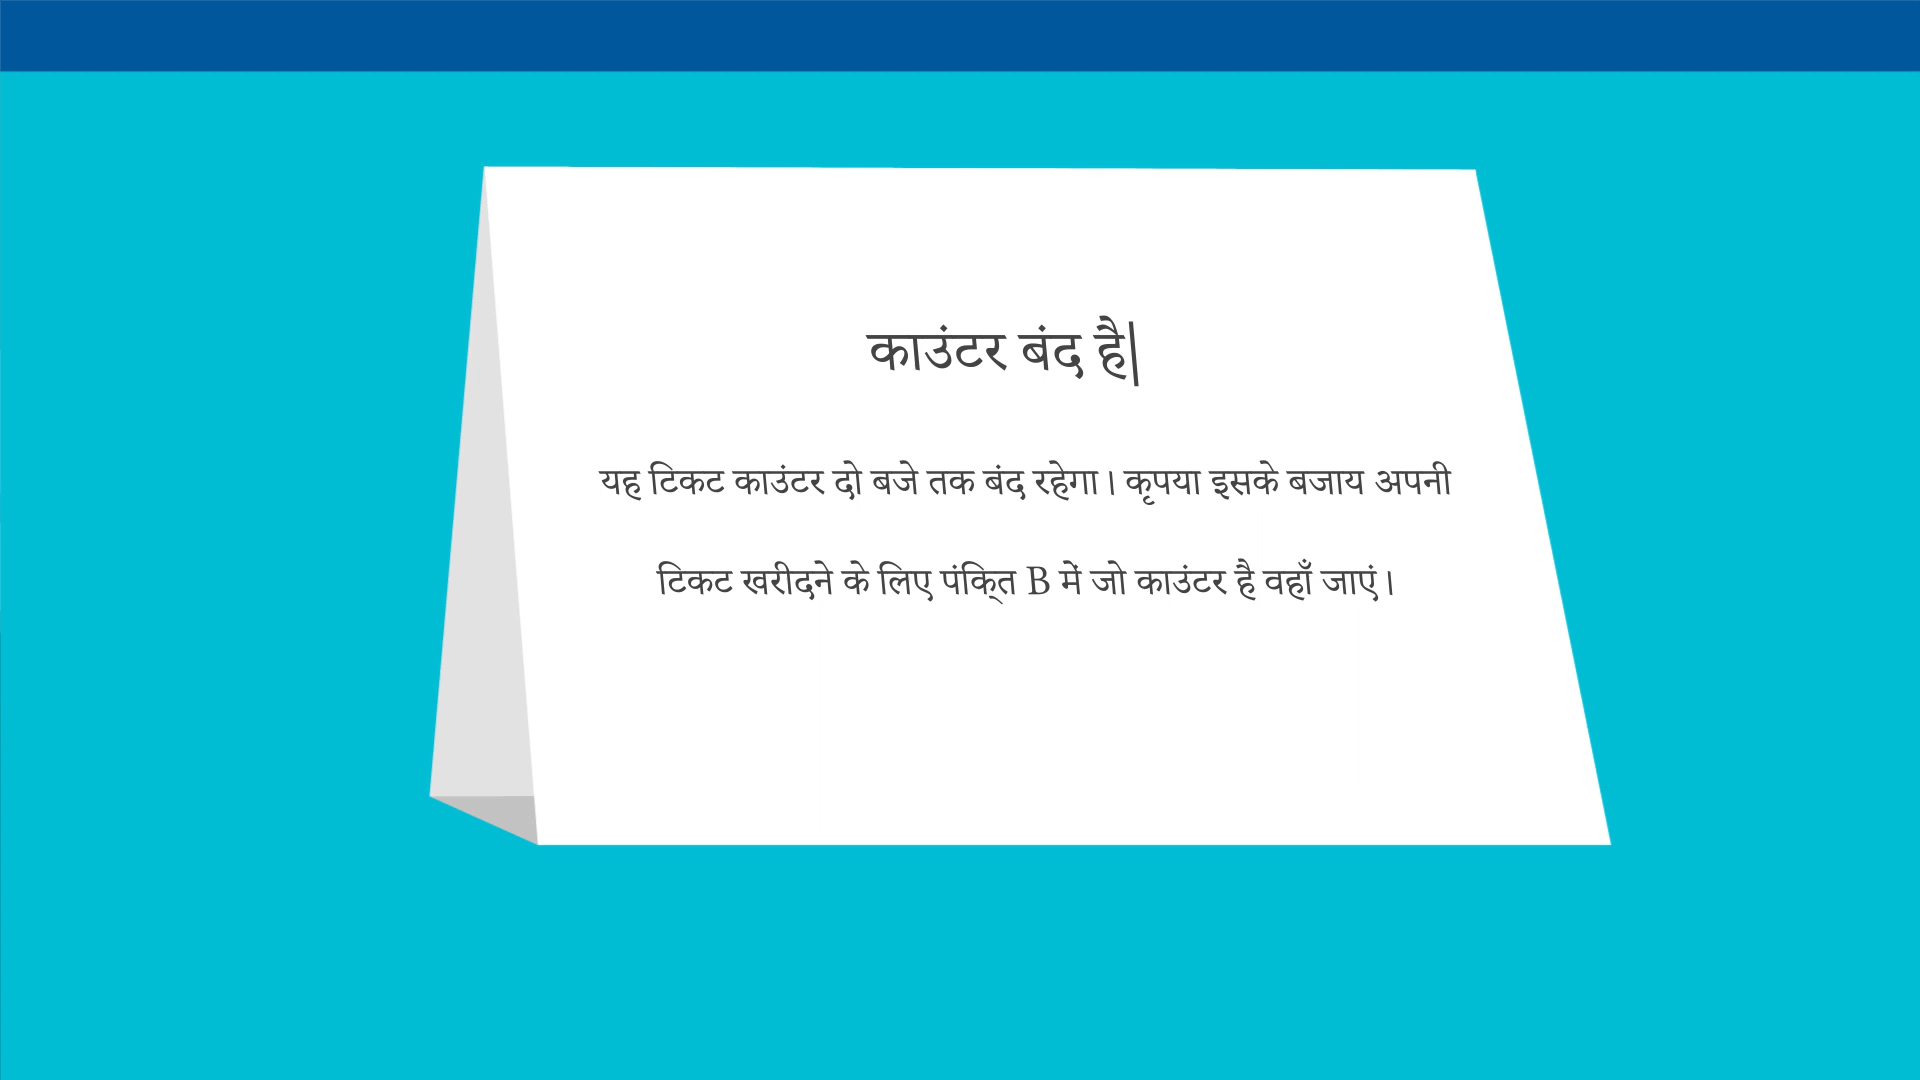 काउंटर बंद है|
यह टिकट काउंटर दो बजे तक बंद रहेगा। कृपया इसके बजाय अपनी
टिकट खरीदने के लिए पंकि्त B में जो काउंटर है वहाँ जाएं।